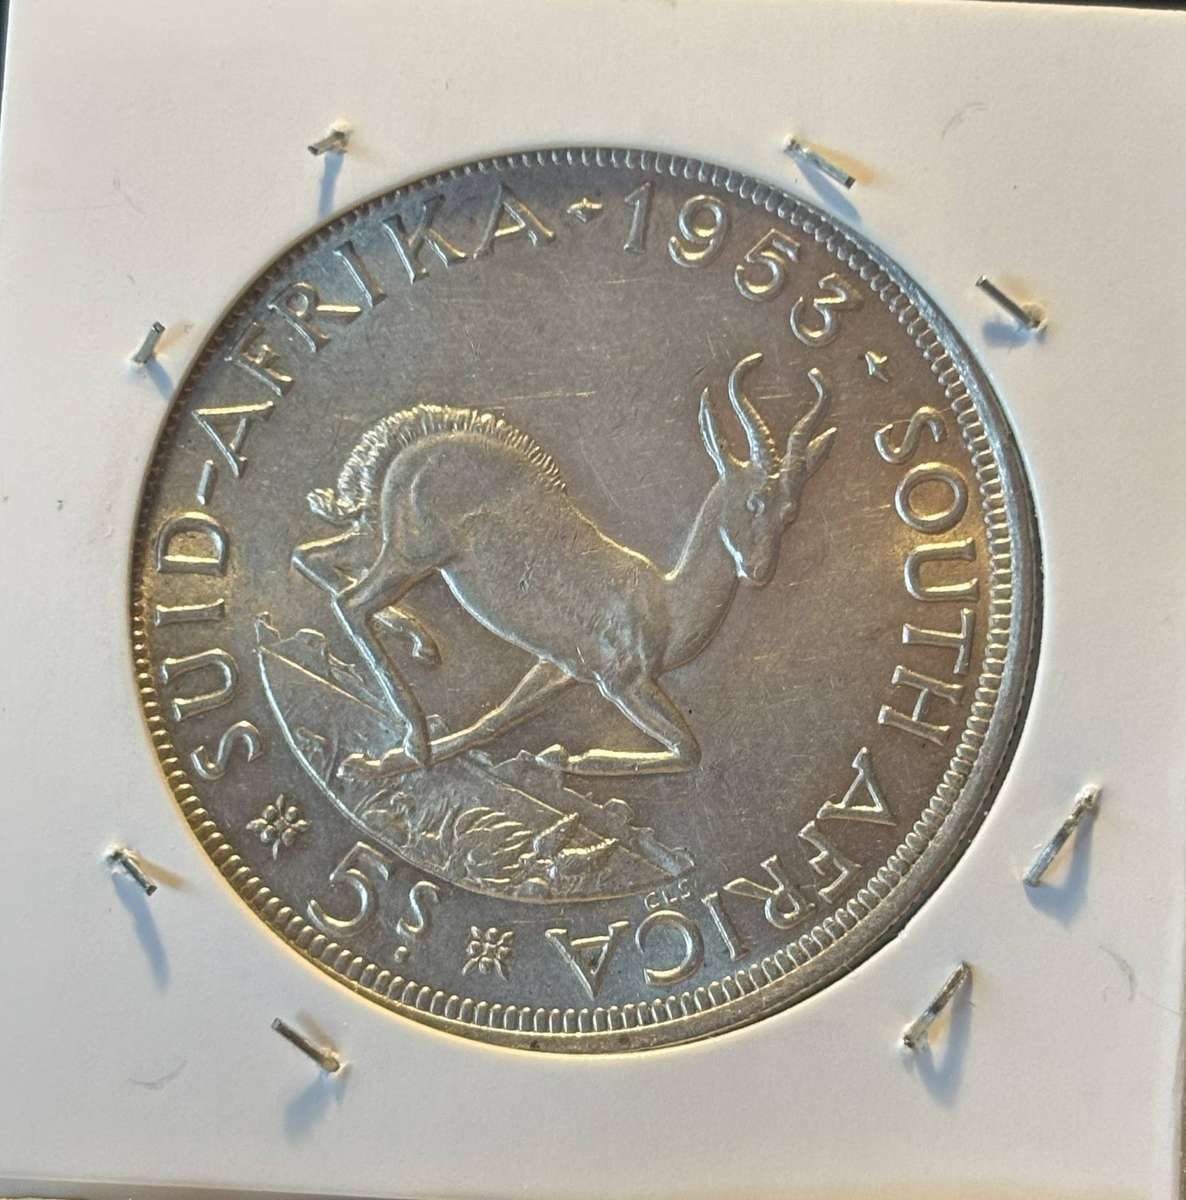 SUID-AFRIKA · 1953 · SOUTH AFRICA
5s.
CLS